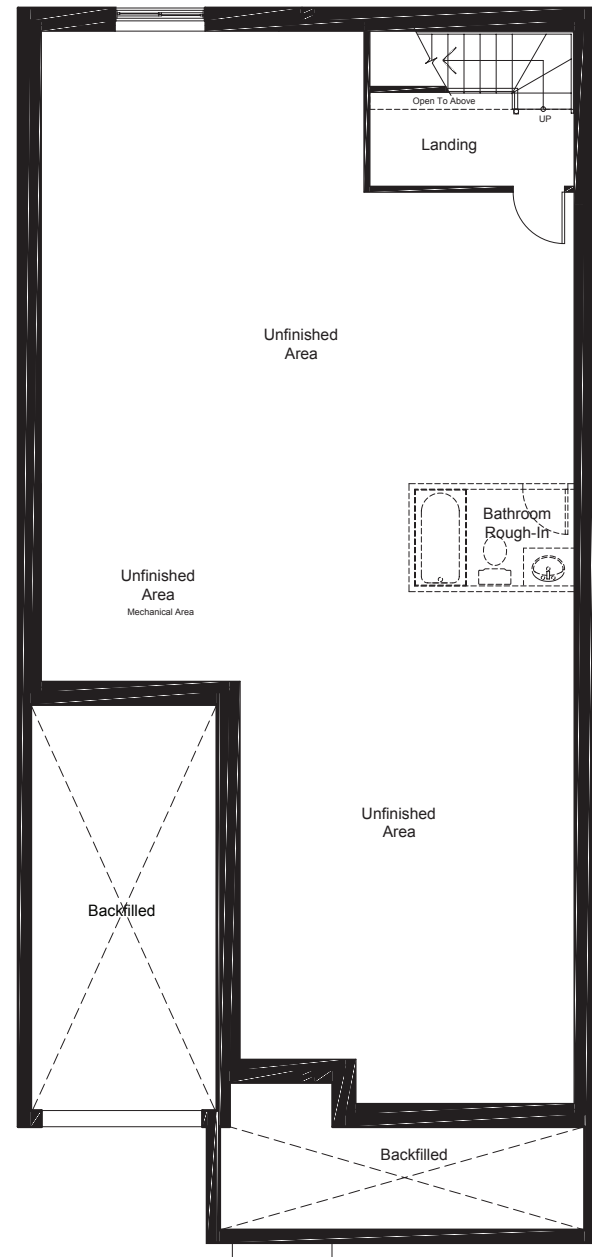 Open To Above
UP
Landing
Unfinished
Area
Bathroom
Rough-In
Unfinished
Area
Mechanical Area
Unfinished
Area
Backfilled
Backfilled